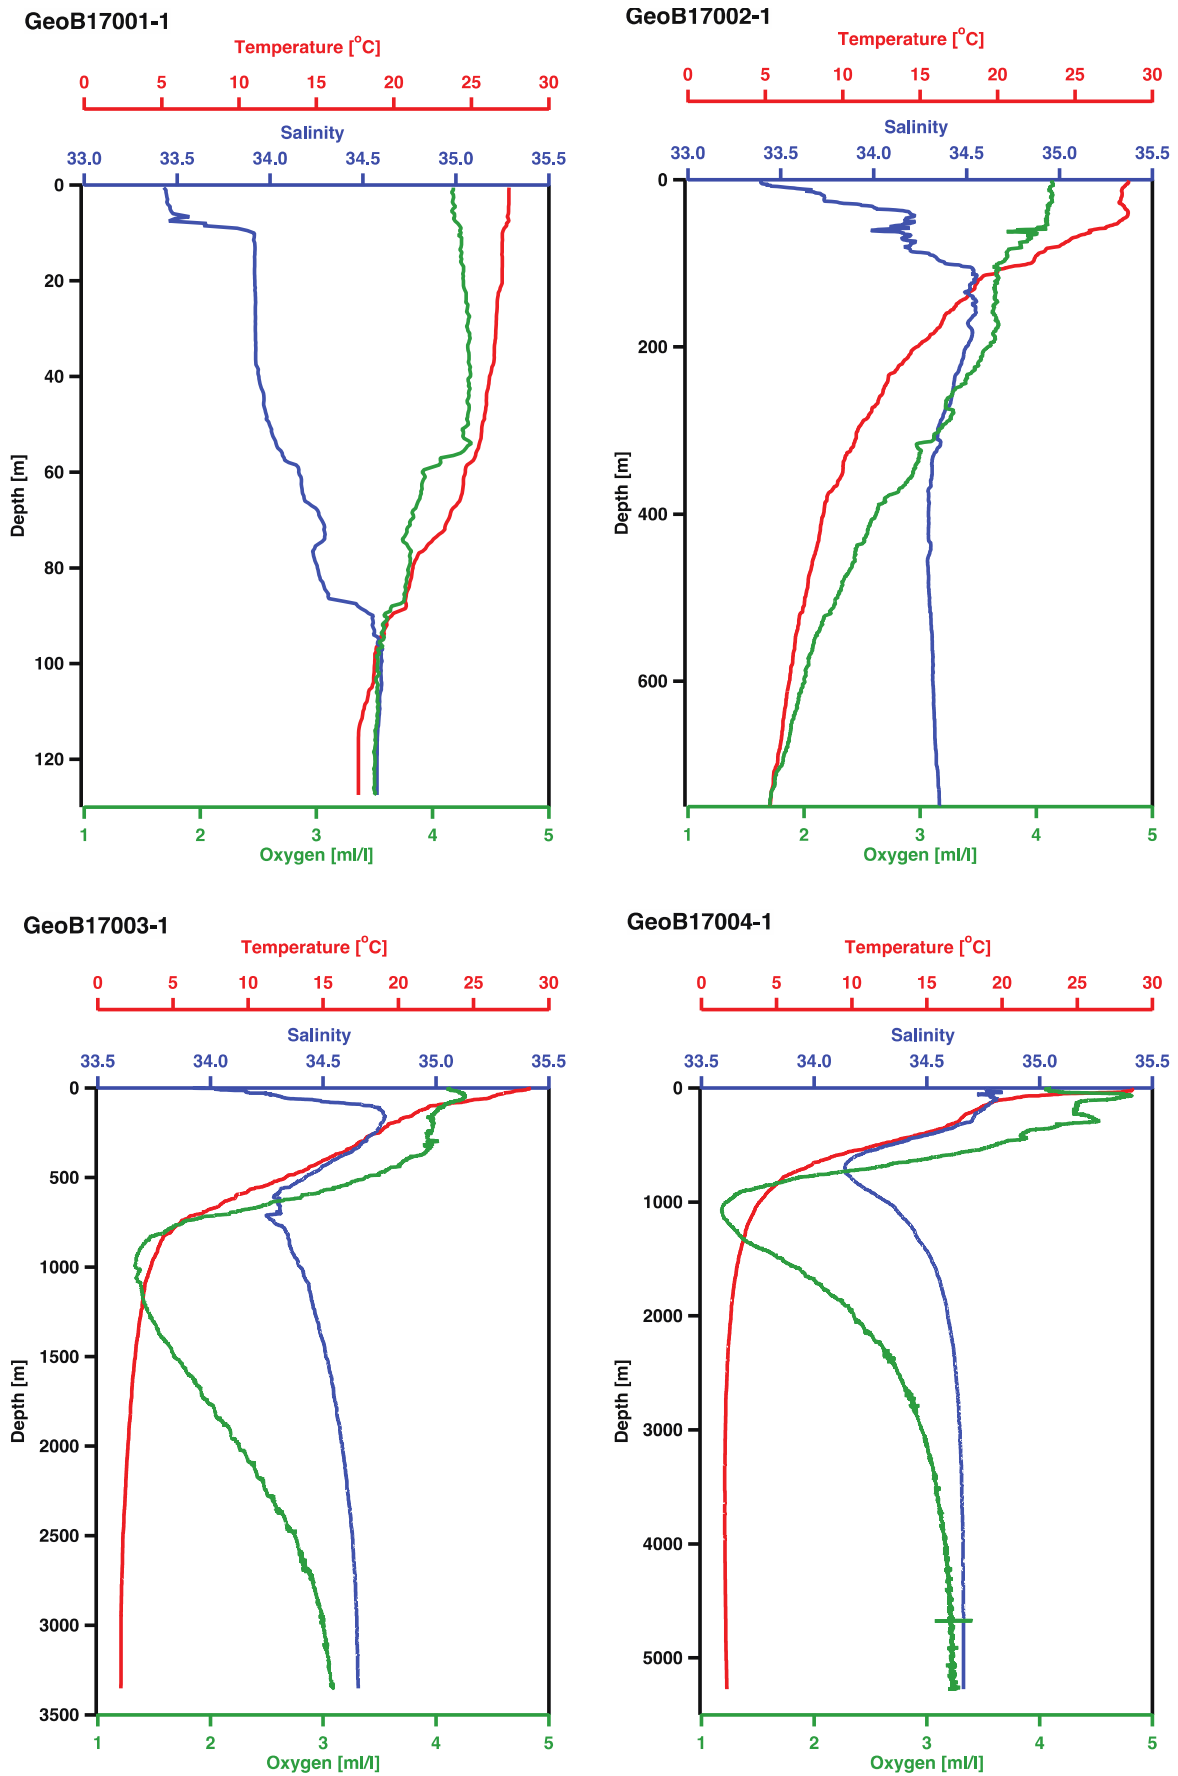 GeoB17001-1
Temperature [°C]
0 5 10 15 20 25 30
Salinity
33.0 33.5 34.0 34.5 35.0 35.5
0
20
40
60
80
100
120
Depth [m]
1 2 3 4 5
Oxygen [ml/l]
GeoB17002-1
Temperature [°C]
0 5 10 15 20 25 30
Salinity
33.0 33.5 34.0 34.5 35.0 35.5
0
200
400
600
Depth [m]
1 2 3 4 5
Oxygen [ml/l]
GeoB17003-1
Temperature [°C]
0 5 10 15 20 25 30
Salinity
33.5 34.0 34.5 35.0 35.5
0
500
1000
1500
2000
2500
3000
3500
Depth [m]
1 2 3 4 5
Oxygen [ml/l]
GeoB17004-1
Temperature [°C]
0 5 10 15 20 25 30
Salinity
33.5 34.0 34.5 35.0 35.5
0
1000
2000
3000
4000
5000
Depth [m]
1 2 3 4 5
Oxygen [ml/l]